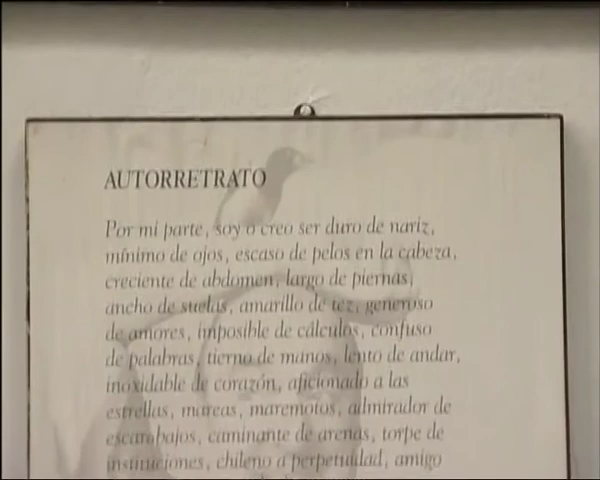 AUTORRETRATO
Por mi parte, soy o creo ser duro de nariz,
mínimo de ojos, escaso de pelos en la cabeza,
creciente de abdomen, largo de piernas,
ancho de suelas, amarillo de tez, generoso
de amores, imposible de cálculos, confuso
de palabras, tierno de manos, lento de andar,
inoxidable de corazón, aficionado a las
estrellas, mareas, maremotos, admirador de
escarabajos, caminante de arenas, torpe de
instituciones, chileno a perpetuidad, amigo